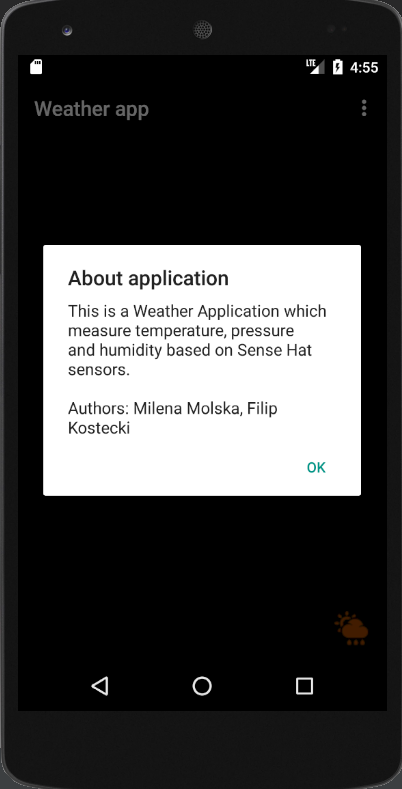 LTE 4:55
Weather app
About application
This is a Weather Application which
measure temperature, pressure
and humidity based on Sense Hat
sensors.
Authors: Milena Molska, Filip
Kostecki
OK